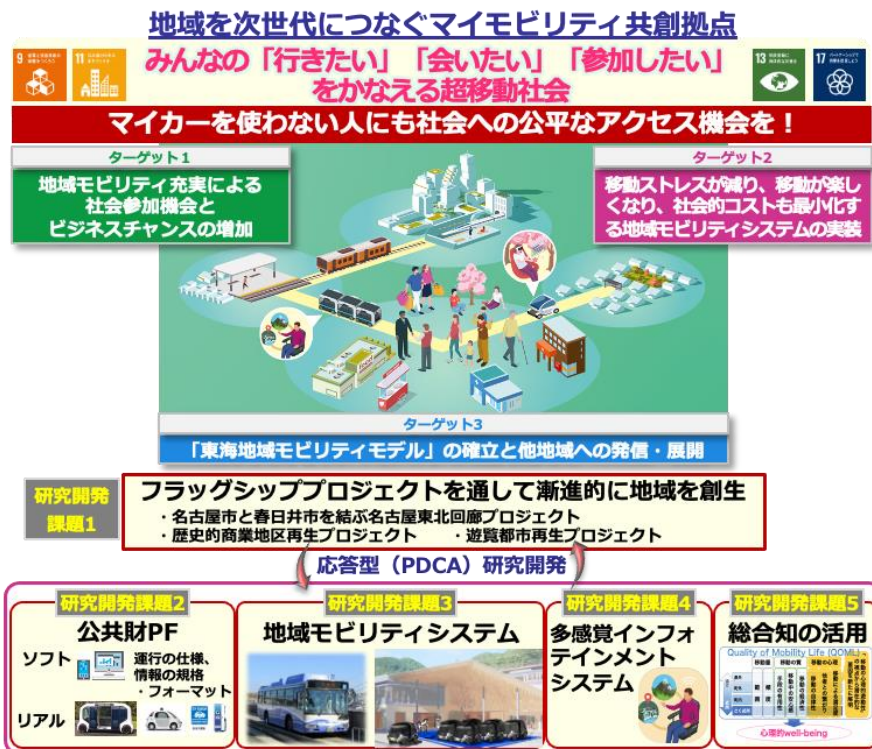 地域を次世代につなぐマイモビリティ共創拠点
9
11
13
17
みんなの「行きたい」「会いたい」「参加したい」
をかなえる超移動社会
マイカーを使わない人にも社会への公平なアクセス機会を！
ターゲット1
地域モビリティ充実による
社会参加機会と
ビジネスチャンスの増加
ターゲット2
移動ストレスが減り、移動が楽し
くなり、社会的コストも最小化す
る地域モビリティシステムの実装
ターゲット3
「東海地域モビリティモデル」の確立と他地域への発信・展開
研究開発
課題1
フラッグシッププロジェクトを通して漸進的に地域を創生
・名古屋市と春日井市を結ぶ名古屋東北回廊プロジェクト
・歴史的商業地区再生プロジェクト　・遊覧都市再生プロジェクト
応答型（PDCA）研究開発
研究開発課題2
公共財PF
ソフト
運行の仕様、
情報の規格
・フォーマット
リアル
研究開発課題3
地域モビリティシステム
研究開発課題4
多感覚インフォ
テインメント
システム
研究開発課題5
総合知の活用
Quality of Mobility Life (QOML)
移動量
移動の質
移動の心理
心理的well-being